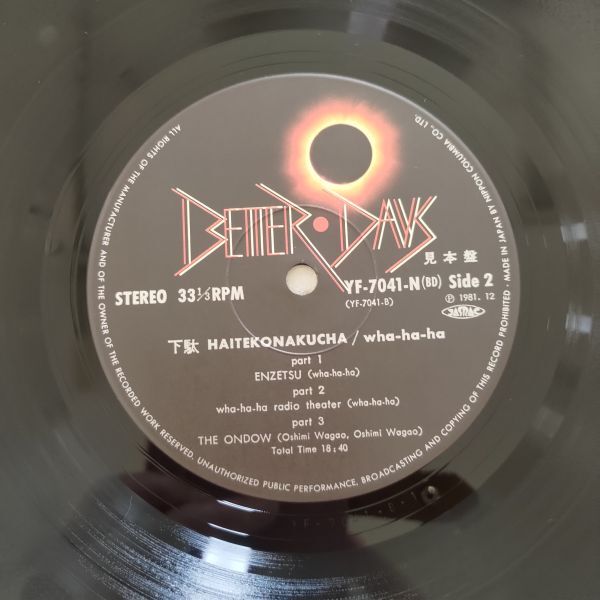 BETTER • DAYS
見本盤
STEREO 33⅓RPM
YF-7041-N(BD) Side 2
(YF-7041-B)
Ⓟ 1981. 12
JASRAC
下駄 HAITEKONAKUCHA / wha-ha-ha
part 1
ENZETSU (wha-ha-ha)
part 2
wha-ha-ha radio theater (wha-ha-ha)
part 3
THE ONDOW (Oshimi Wagao, Oshimi Wagao)
Total Time 18:40
ALL RIGHTS OF THE MANUFACTURER AND OF THE OWNER OF THE RECORDED WORK RESERVED. UNAUTHORIZED PUBLIC PERFORMANCE, BROADCASTING AND COPYING OF THIS RECORD PROHIBITED • MADE IN JAPAN BY NIPPON COLUMBIA CO., LTD.